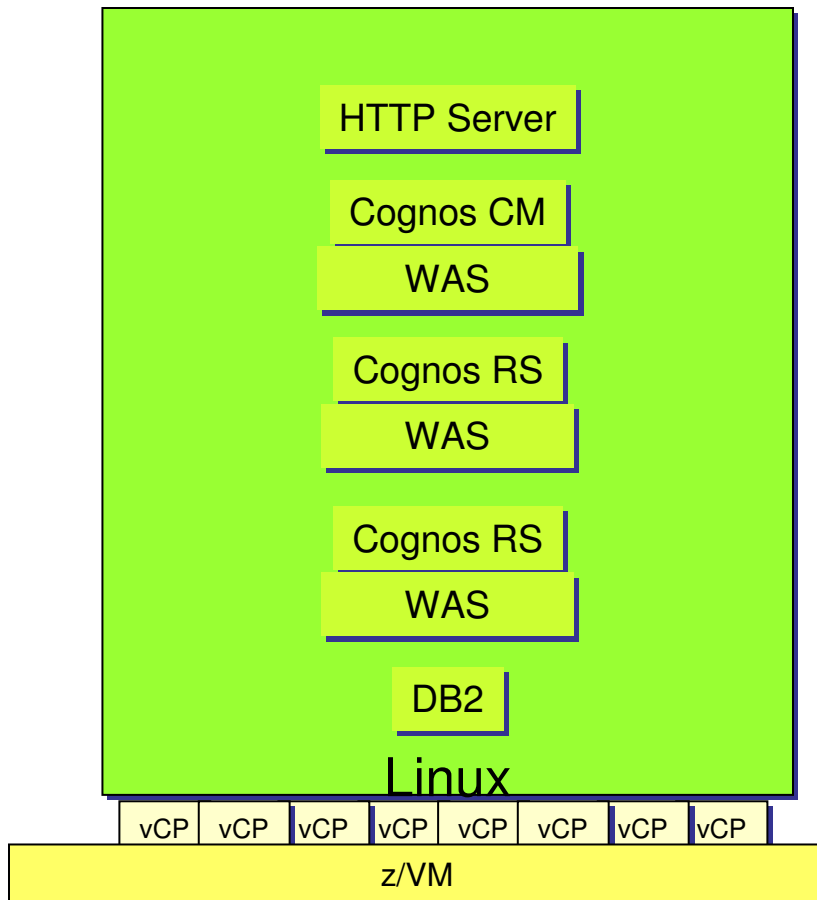 HTTP Server
Cognos CM
WAS
Cognos RS
WAS
Cognos RS
WAS
DB2
Linux
vCP vCP vCP vCP vCP vCP vCP vCP
z/VM